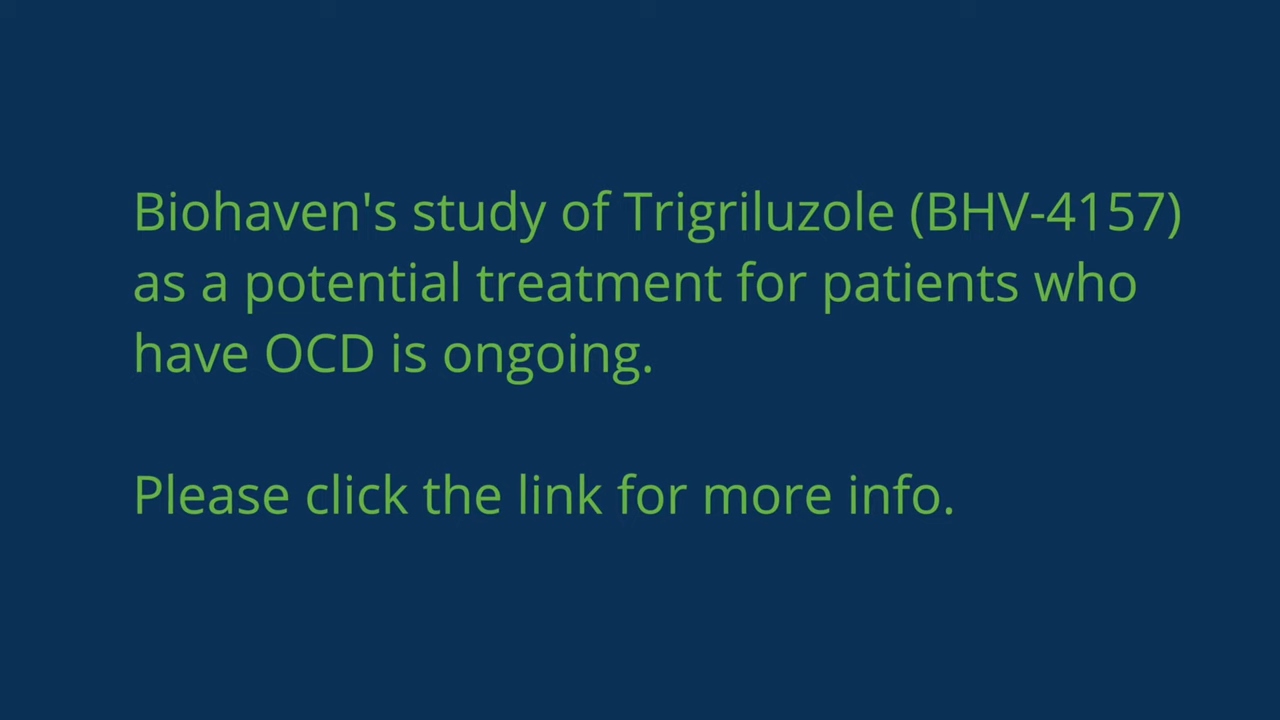 Biohaven's study of Trigriluzole (BHV-4157)
as a potential treatment for patients who
have OCD is ongoing.
Please click the link for more info.